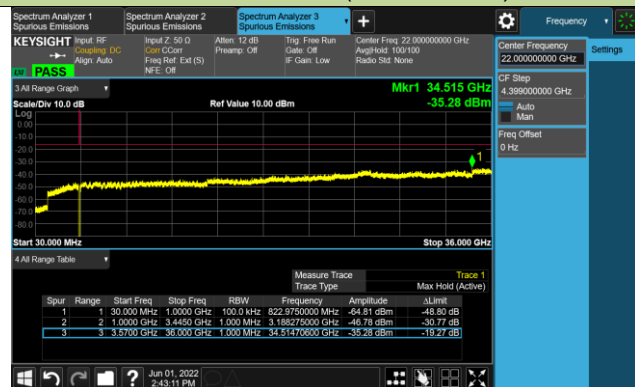 Spectrum Analyzer 1
Spurious Emissions
Spectrum Analyzer 2
Spurious Emissions
Spectrum Analyzer 3
Spurious Emissions
Frequency
KEYSIGHT
PASS
Input: RF
Coupling: DC
Align: Auto
Input Z: 50 Ω
Corr CCorr
Freq Ref: Ext (S)
NFE: Off
Atten: 12 dB
Preamp: Off
Trig: Free Run
Gate: Off
IF Gain: Low
Center Freq: 22.000000000 GHz
Avg|Hold: 100/100
Radio Std: None
Center Frequency
22.000000000 GHz
Settings
CF Step
4.399000000 GHz
Auto
Man
Freq Offset
0 Hz
3 All Range Graph
Mkr1 34.515 GHz
Scale/Div 10.0 dB
Ref Value 10.00 dBm
-35.28 dBm
Log
0.00
-10.0
-20.0
-30.0
-40.0
-50.0
-60.0
-70.0
-80.0
1
Start 30.000 MHz
Stop 36.000 GHz
4 All Range Table
Measure Trace Trace 1
Trace Type Max Hold (Active)
Spur Range Start Freq Stop Freq RBW Frequency Amplitude ΔLimit
1 1 30.000 MHz 1.0000 GHz 100.0 kHz 822.9750000 MHz -64.81 dBm -48.80 dB
2 2 1.0000 GHz 3.4450 GHz 1.000 MHz 3.188275000 GHz -46.78 dBm -30.77 dB
3 3 3.5700 GHz 36.000 GHz 1.000 MHz 34.51470600 GHz -35.28 dBm -19.27 dB
Jun 01, 2022
2:43:11 PM